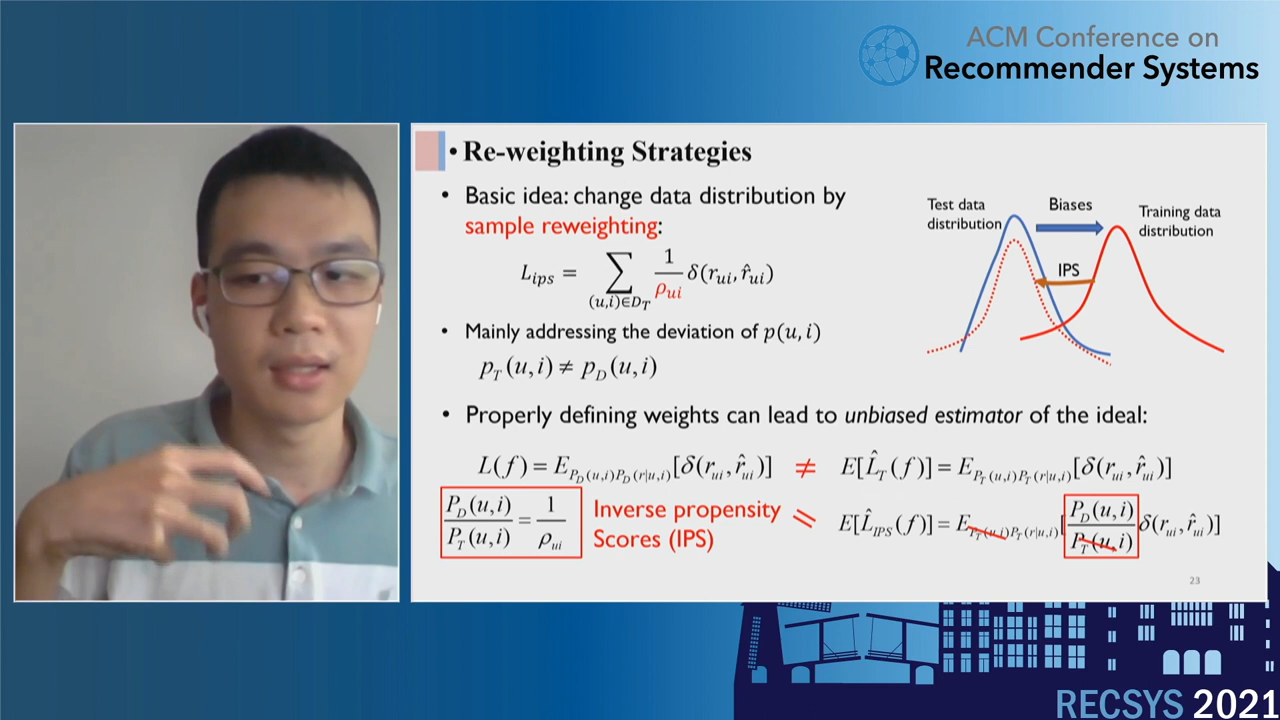 ACM Conference on
Recommender Systems
• Re-weighting Strategies
• Basic idea: change data distribution by
sample reweighting:
L_ips = ∑_{(u,i)∈D_T} 1/ρ_ui δ(r_ui, r̂_ui)
• Mainly addressing the deviation of p(u, i)
p_T(u,i) ≠ p_D(u,i)
Test data
distribution
Biases
Training data
distribution
IPS
• Properly defining weights can lead to unbiased estimator of the ideal:
L(f) = E_{P_D(u,i)P_D(r|u,i)}[δ(r_ui, r̂_ui)] ≠ E[L̂_T(f)] = E_{P_T(u,i)P_T(r|u,i)}[δ(r_ui, r̂_ui)]
P_D(u,i)/P_T(u,i) = 1/ρ_ui
Inverse propensity
Scores (IPS)
= E[L̂_IPS(f)] = E_{P_T(u,i)P_T(r|u,i)}[P_D(u,i)/P_T(u,i) δ(r_ui, r̂_ui)]
23
RECSYS 2021